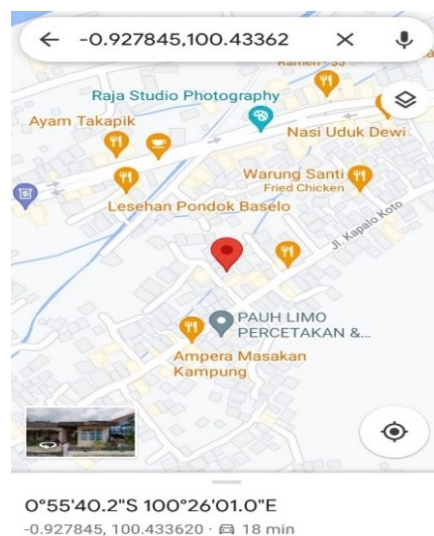 -0.927845,100.43362
Raja Studio Photography
Ayam Takapik
Nasi Uduk Dewi
Warung Santi
Fried Chicken
Lesehan Pondok Baselo
Jl. Kapalo Koto
PAUH LIMO
PERCETAKAN &...
Ampera Masakan
Kampung
0°55'40.2"S 100°26'01.0"E
-0.927845, 100.433620 · 18 min